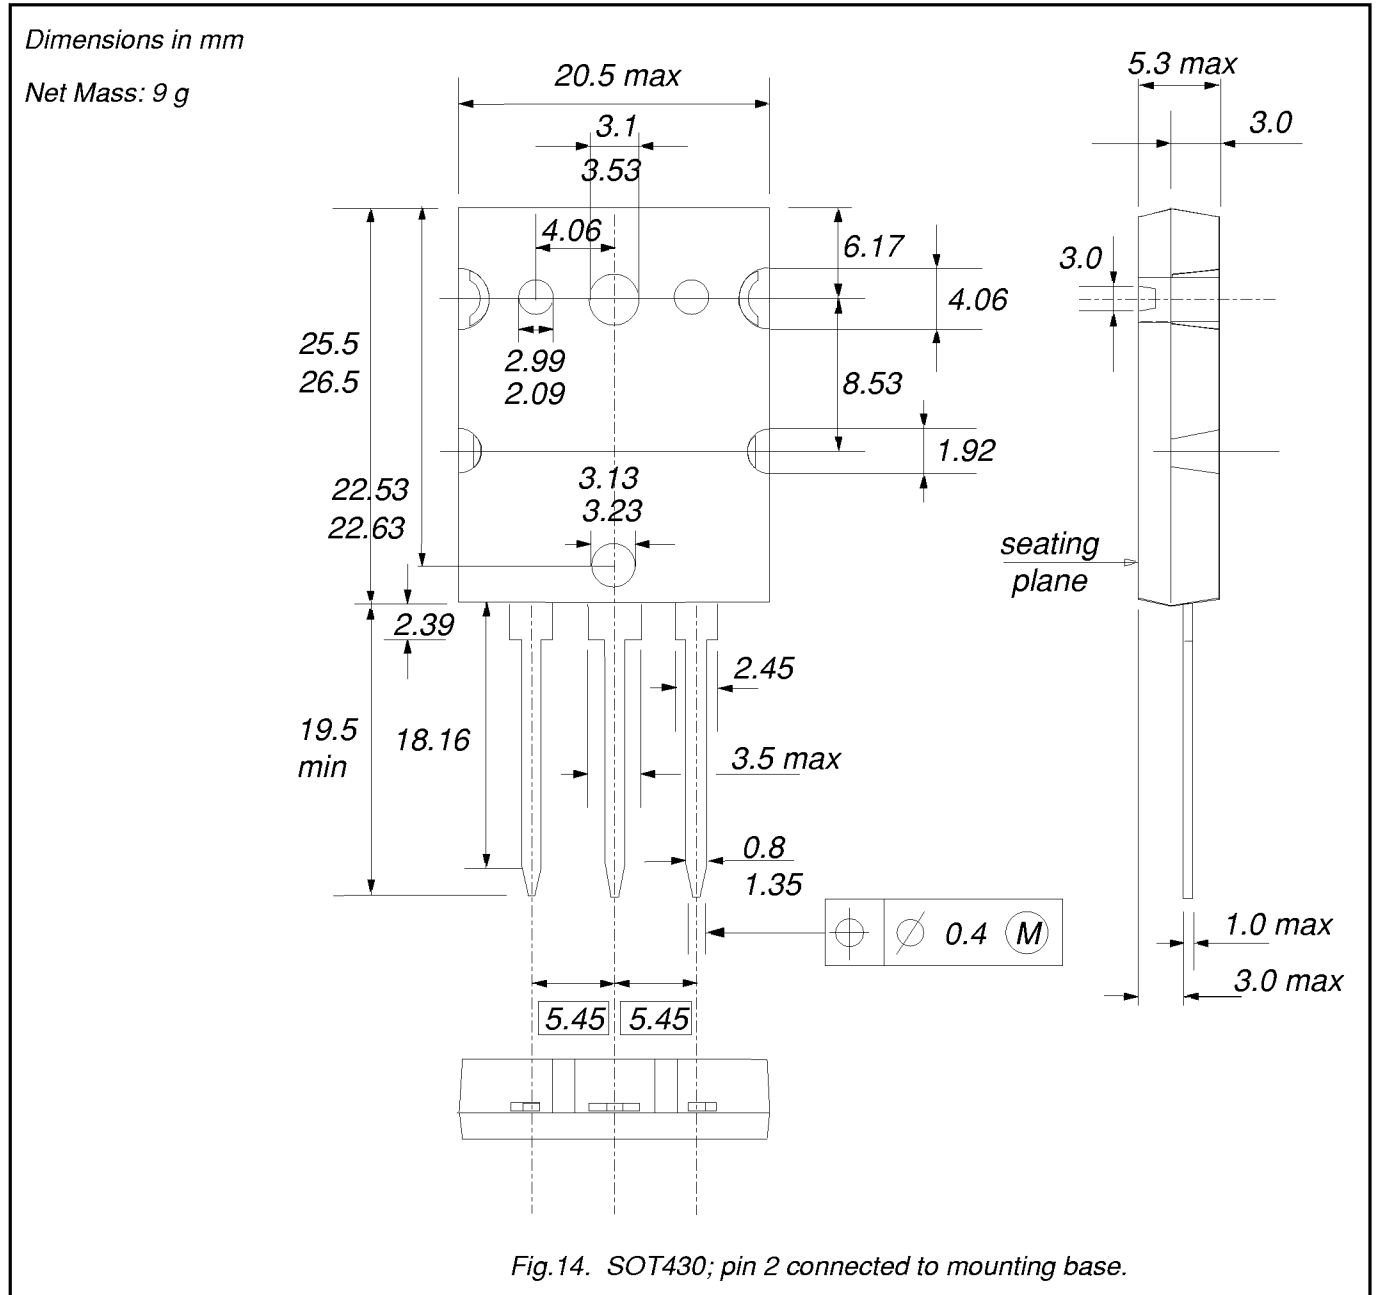 Dimensions in mm
Net Mass: 9 g
20.5 max
5.3 max
3.1
3.53
3.0
4.06
6.17
3.0
4.06
25.5
26.5
2.99
2.09
8.53
1.92
22.53
22.63
3.13
3.23
seating
plane
2.39
2.45
19.5
min
18.16
3.5 max
0.8
1.35
0.4 M
1.0 max
3.0 max
5.45 5.45
Fig.14. SOT430; pin 2 connected to mounting base.